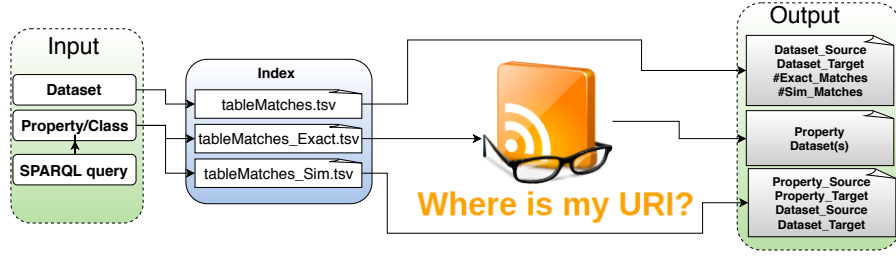 Input
Dataset
Property/Class
SPARQL query
Index
tableMatches.tsv
tableMatches_Exact.tsv
tableMatches_Sim.tsv
Where is my URI?
Output
Dataset_Source
Dataset_Target
#Exact_Matches
#Sim_Matches
Property
Dataset(s)
Property_Source
Property_Target
Dataset_Source
Dataset_Target